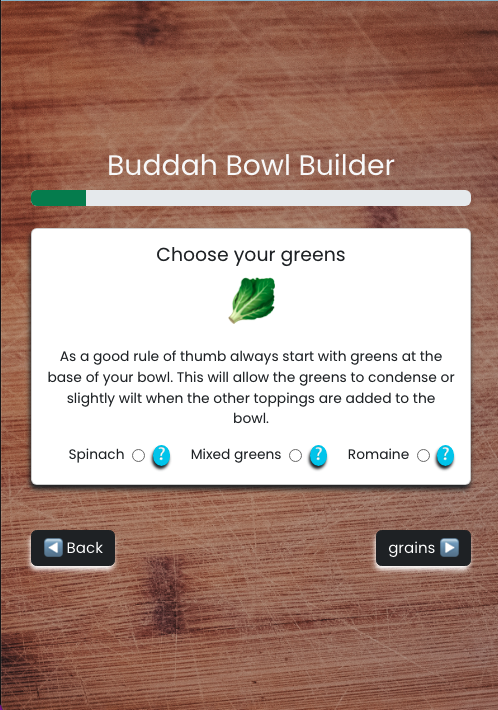 Buddah Bowl Builder
Choose your greens
As a good rule of thumb always start with greens at the
base of your bowl. This will allow the greens to condense or
slightly wilt when the other toppings are added to the
bowl.
Spinach ? Mixed greens ? Romaine ?
Back grains